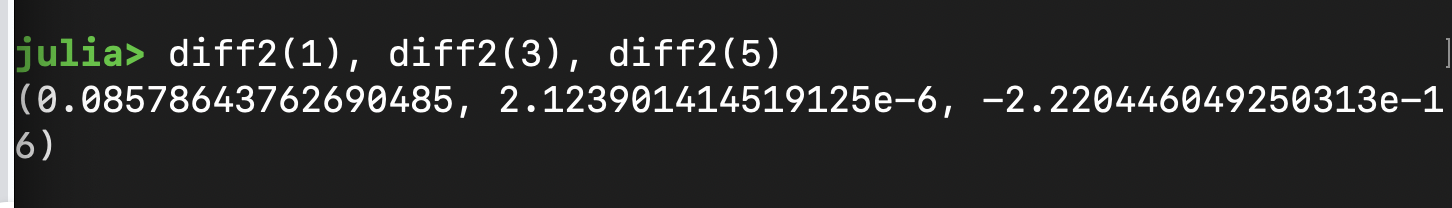 julia> diff2(1), diff2(3), diff2(5)
(0.08578643762690485, 2.123901414519125e-6, -2.220446049250313e-1
6)